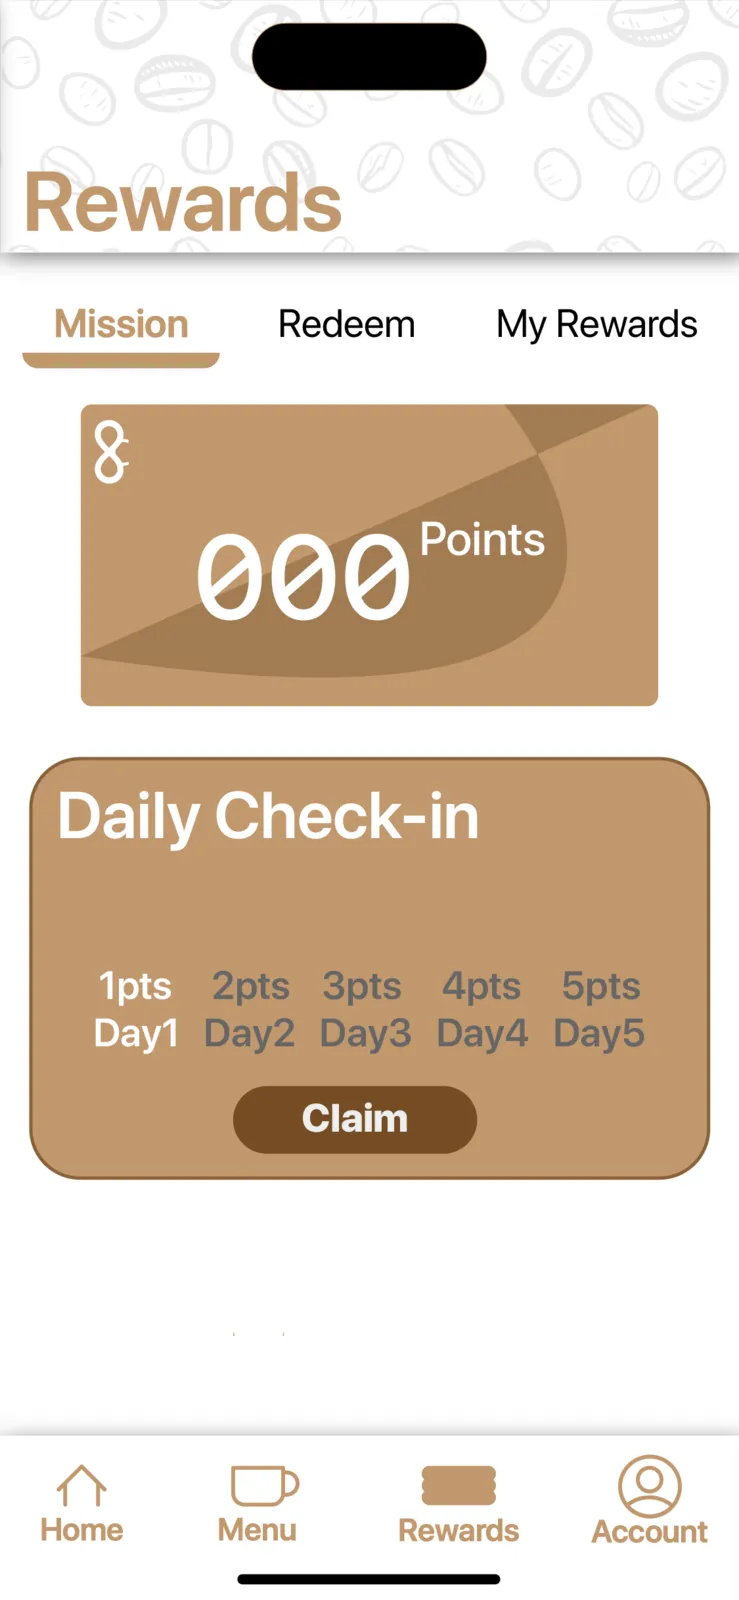 Rewards
Mission Redeem My Rewards
000 Points
Daily Check-in
1pts 2pts 3pts 4pts 5pts
Day1 Day2 Day3 Day4 Day5
Claim
Home Menu Rewards Account